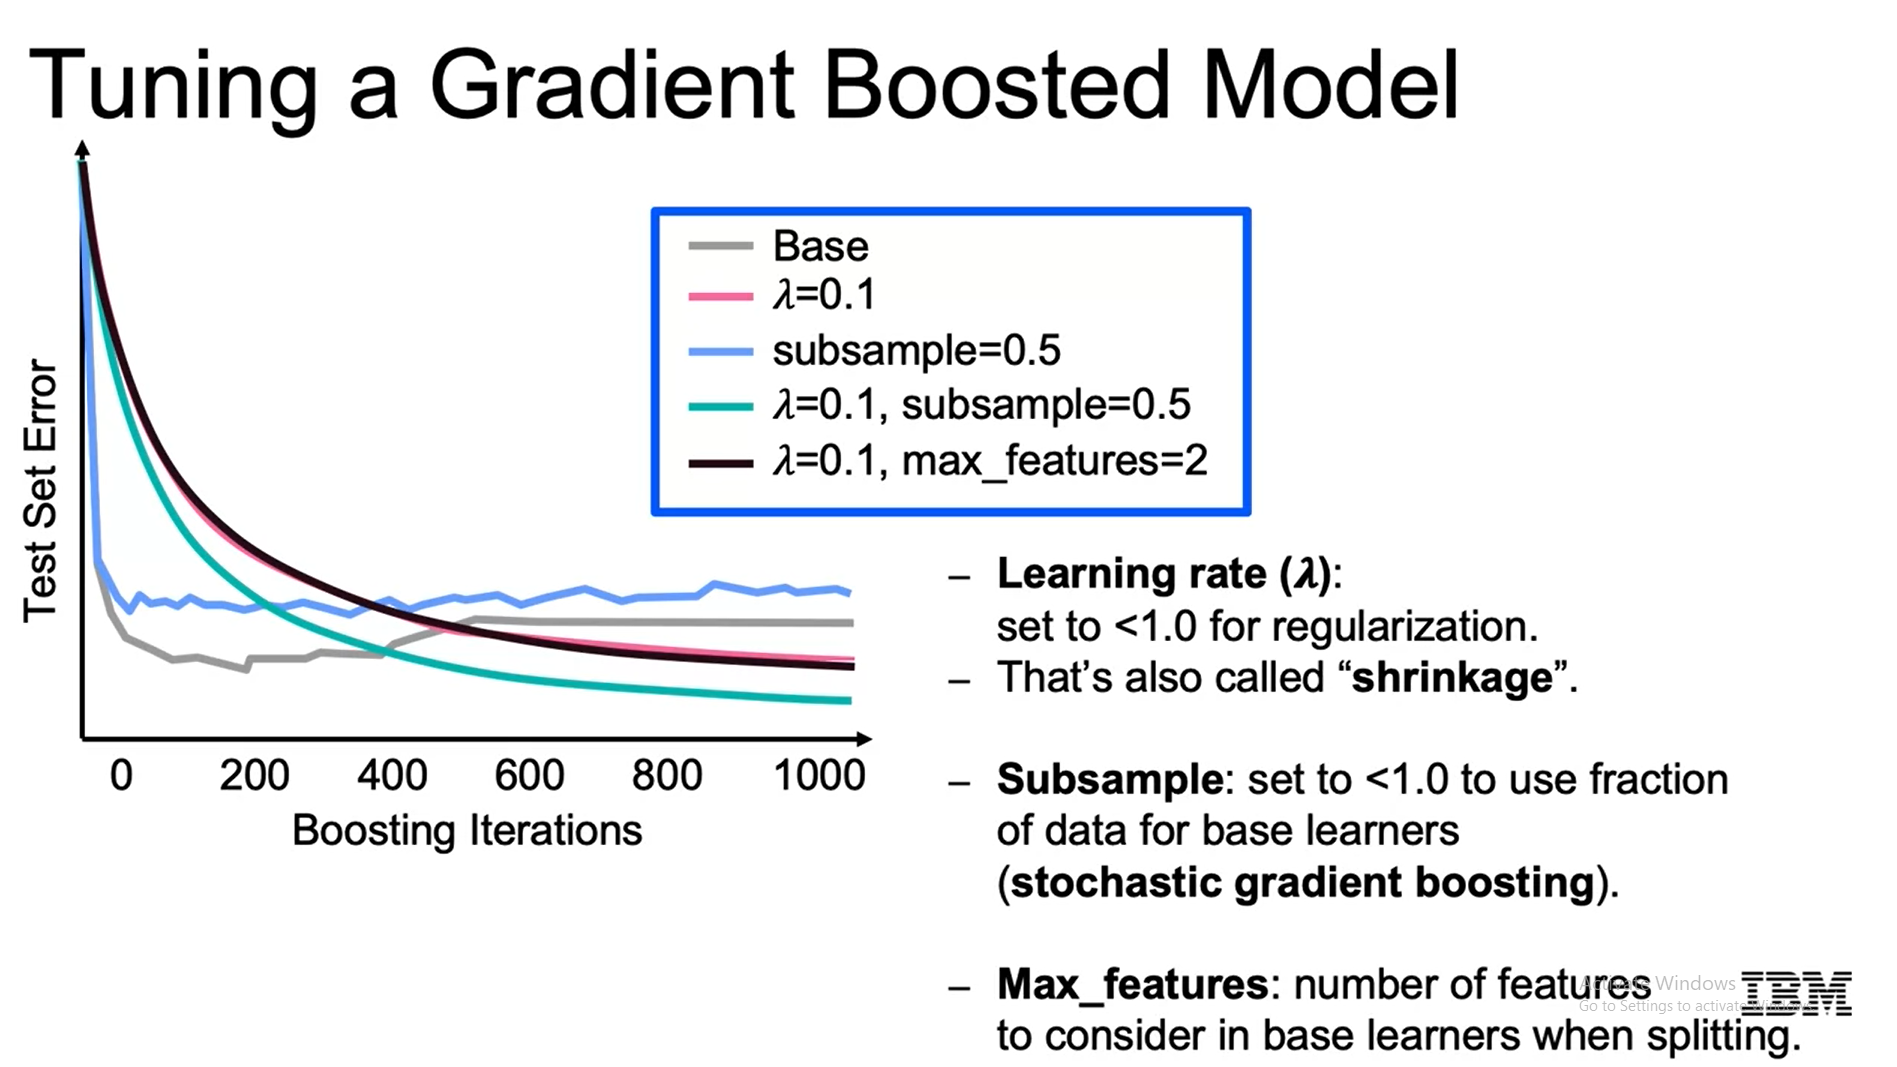 Tuning a Gradient Boosted Model
Test Set Error
Base
λ=0.1
subsample=0.5
λ=0.1, subsample=0.5
λ=0.1, max_features=2
0 200 400 600 800 1000
Boosting Iterations
– Learning rate (λ):
set to <1.0 for regularization.
– That’s also called “shrinkage”.
– Subsample: set to <1.0 to use fraction
of data for base learners
(stochastic gradient boosting).
– Max_features: number of features
to consider in base learners when splitting.
Activate Windows
Go to Settings to activate Windows.
IBM